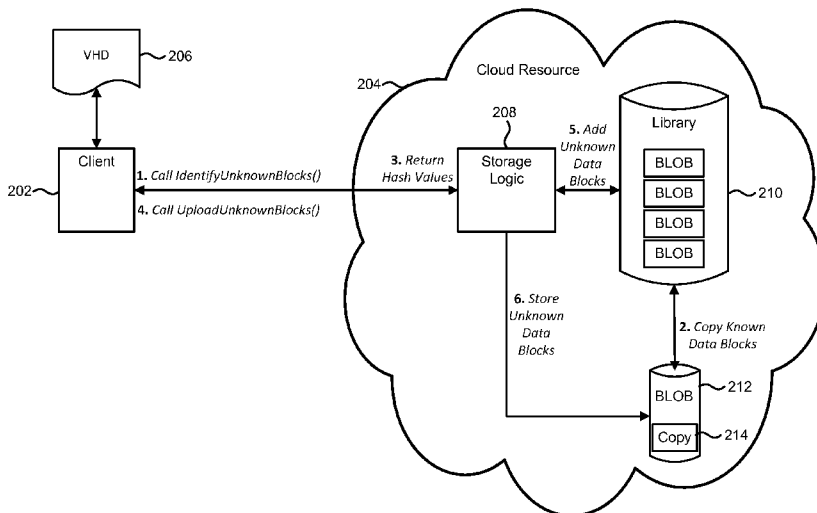 VHD
206
204
Cloud Resource
208
Client
202
1. Call IdentifyUnknownBlocks()
4. Call UploadUnknownBlocks()
3. Return
Hash Values
Storage
Logic
5. Add
Unknown
Data
Blocks
Library
BLOB
BLOB
BLOB
BLOB
210
6. Store
Unknown
Data
Blocks
2. Copy Known
Data Blocks
BLOB
212
Copy
214